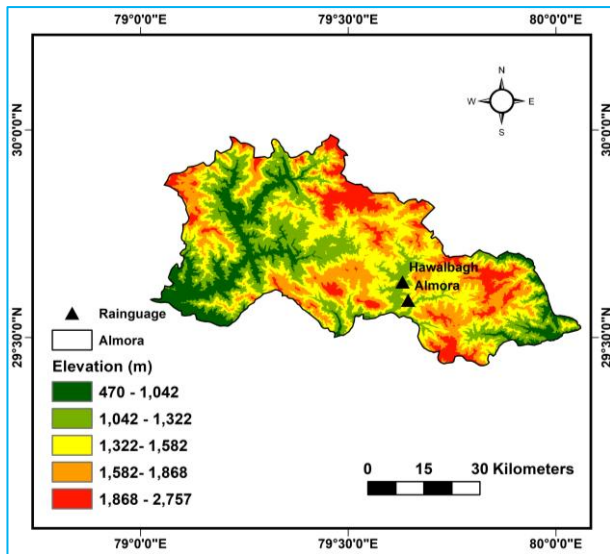 79°0'0"E 79°30'0"E 80°0'0"E
N
W E
S
30°0'0"N 30°0'0"N
Hawalbagh
Almora
29°30'0"N 29°30'0"N
Rainguage
Almora
Elevation (m)
470 - 1,042
1,042 - 1,322
1,322- 1,582
1,582- 1,868
1,868 - 2,757
0 15 30 Kilometers
79°0'0"E 79°30'0"E 80°0'0"E